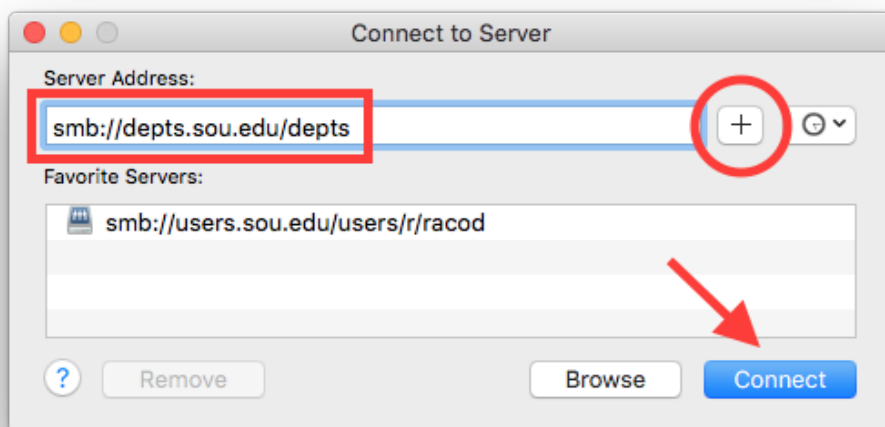 Connect to Server
Server Address:
smb://depts.sou.edu/depts
Favorite Servers:
smb://users.sou.edu/users/r/racod
? Remove Browse Connect